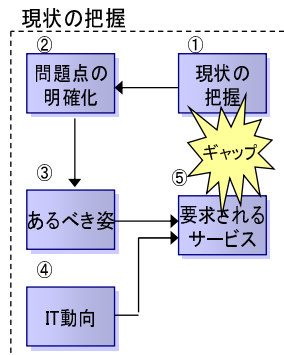 現状の把握
①
現状の
把握
②
問題点の
明確化
ギャップ
③
あるべき姿
⑤
要求される
サービス
④
IT動向